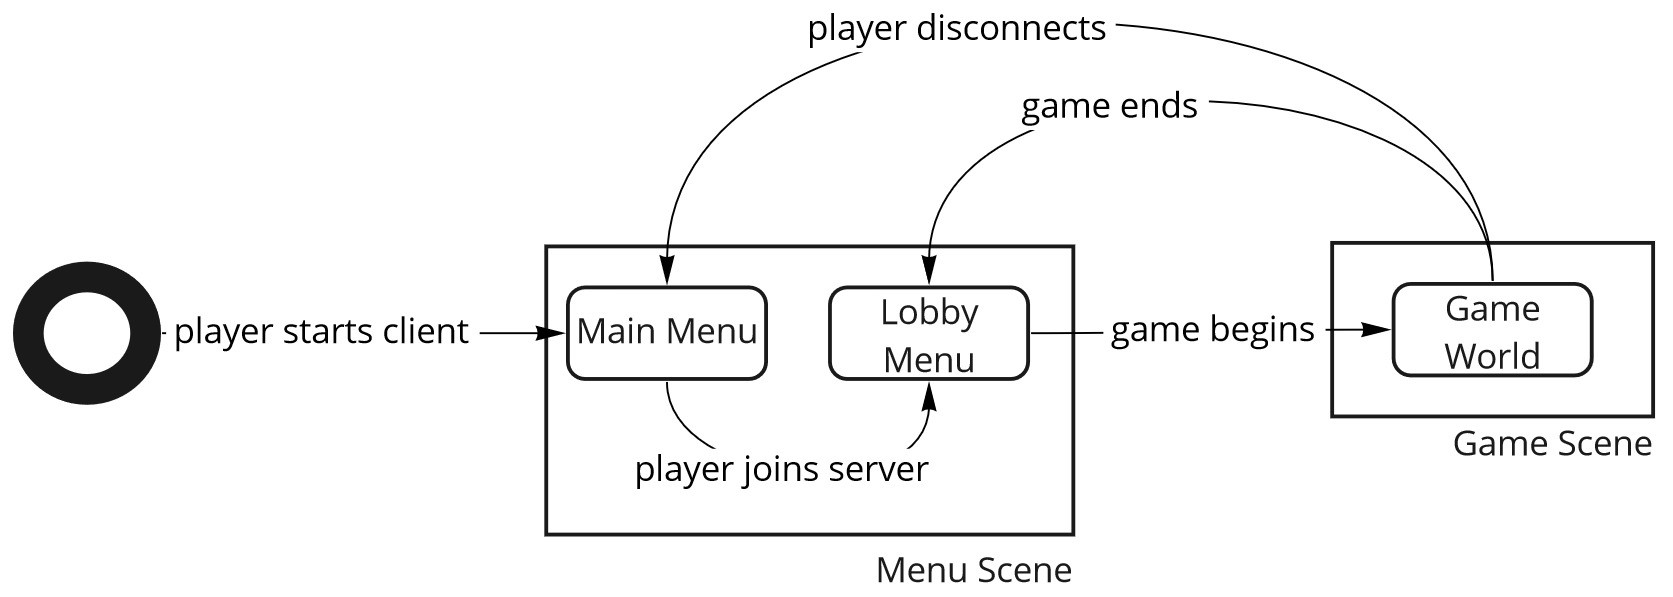 player disconnects
game ends
player starts client
Main Menu
Lobby
Menu
game begins
Game
World
player joins server
Game Scene
Menu Scene